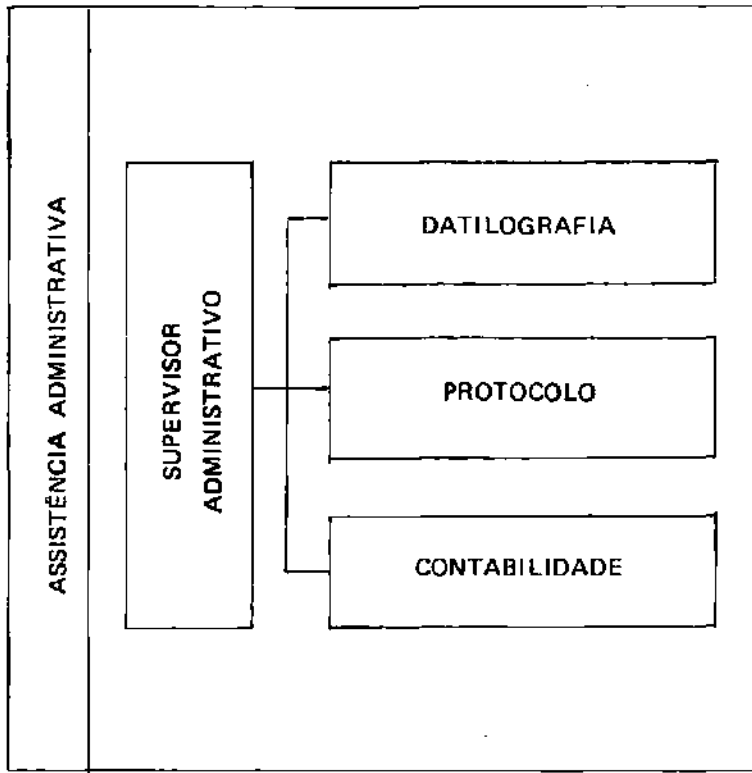 ASSISTÊNCIA ADMINISTRATIVA
SUPERVISOR
ADMINISTRATIVO
DATILOGRAFIA
PROTOCOLO
CONTABILIDADE